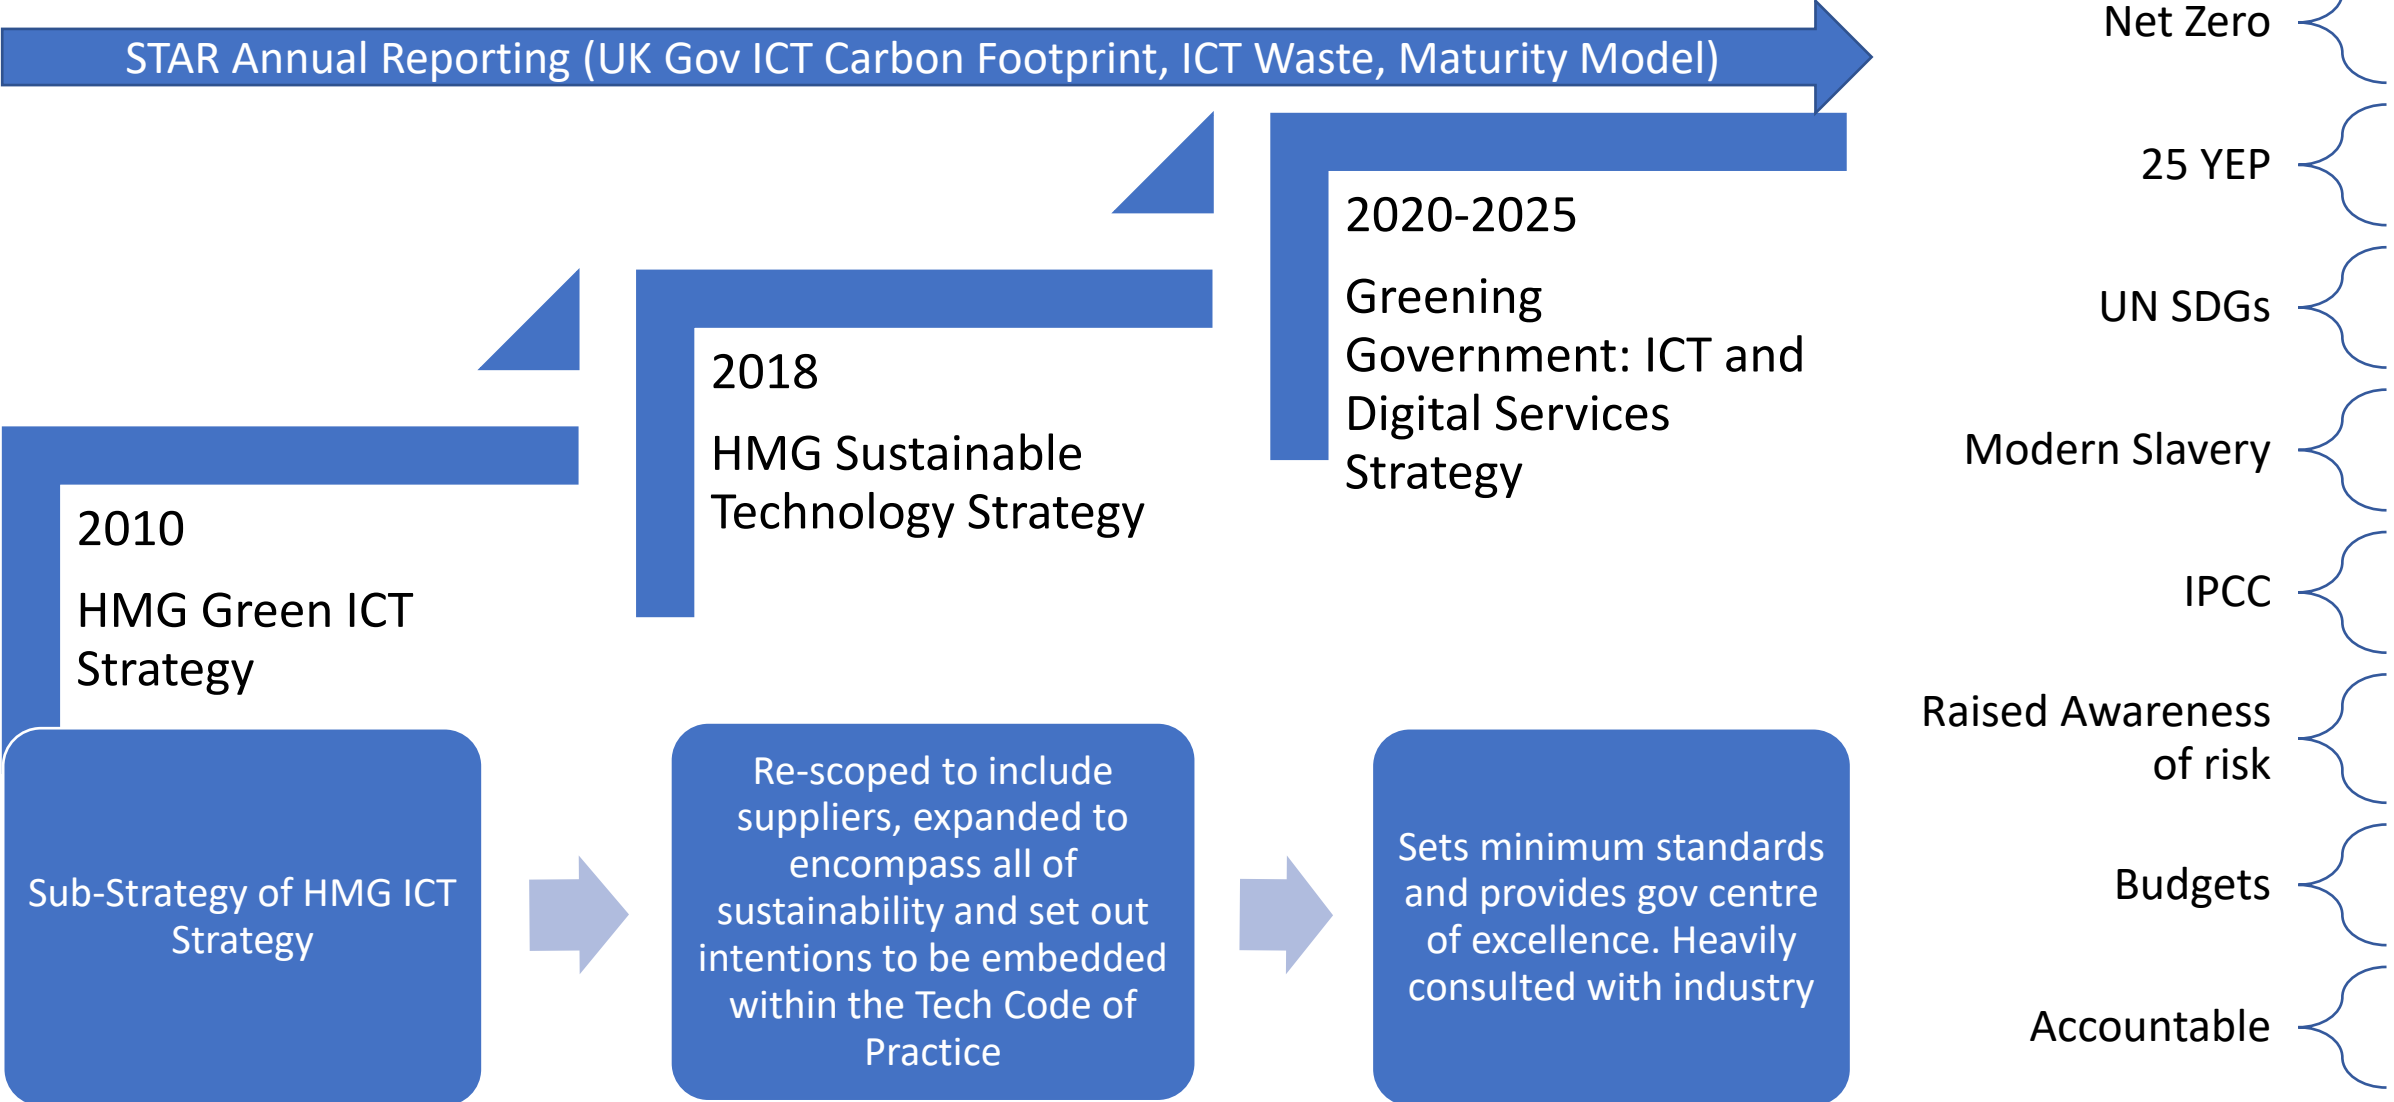 STAR Annual Reporting (UK Gov ICT Carbon Footprint, ICT Waste, Maturity Model)
2010
HMG Green ICT
Strategy
2018
HMG Sustainable
Technology Strategy
2020-2025
Greening
Government: ICT and
Digital Services
Strategy
Sub-Strategy of HMG ICT
Strategy
Re-scoped to include
suppliers, expanded to
encompass all of
sustainability and set out
intentions to be embedded
within the Tech Code of
Practice
Sets minimum standards
and provides gov centre
of excellence. Heavily
consulted with industry
Net Zero
25 YEP
UN SDGs
Modern Slavery
IPCC
Raised Awareness
of risk
Budgets
Accountable